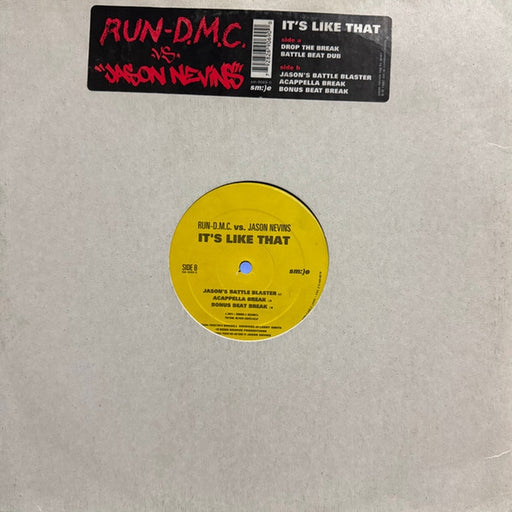 RUN-D.M.C.
vs.
"JASON NEVINS"
IT'S LIKE THAT
side a
DROP THE BREAK
BATTLE BEAT DUB
side b
JASON'S BATTLE BLASTER
ACAPPELLA BREAK
BONUS BEAT BREAK
sm:)e
RUN-D.M.C. vs. JASON NEVINS
IT'S LIKE THAT
SIDE B
sm:)e
JASON'S BATTLE BLASTER
ACAPPELLA BREAK
BONUS BEAT BREAK